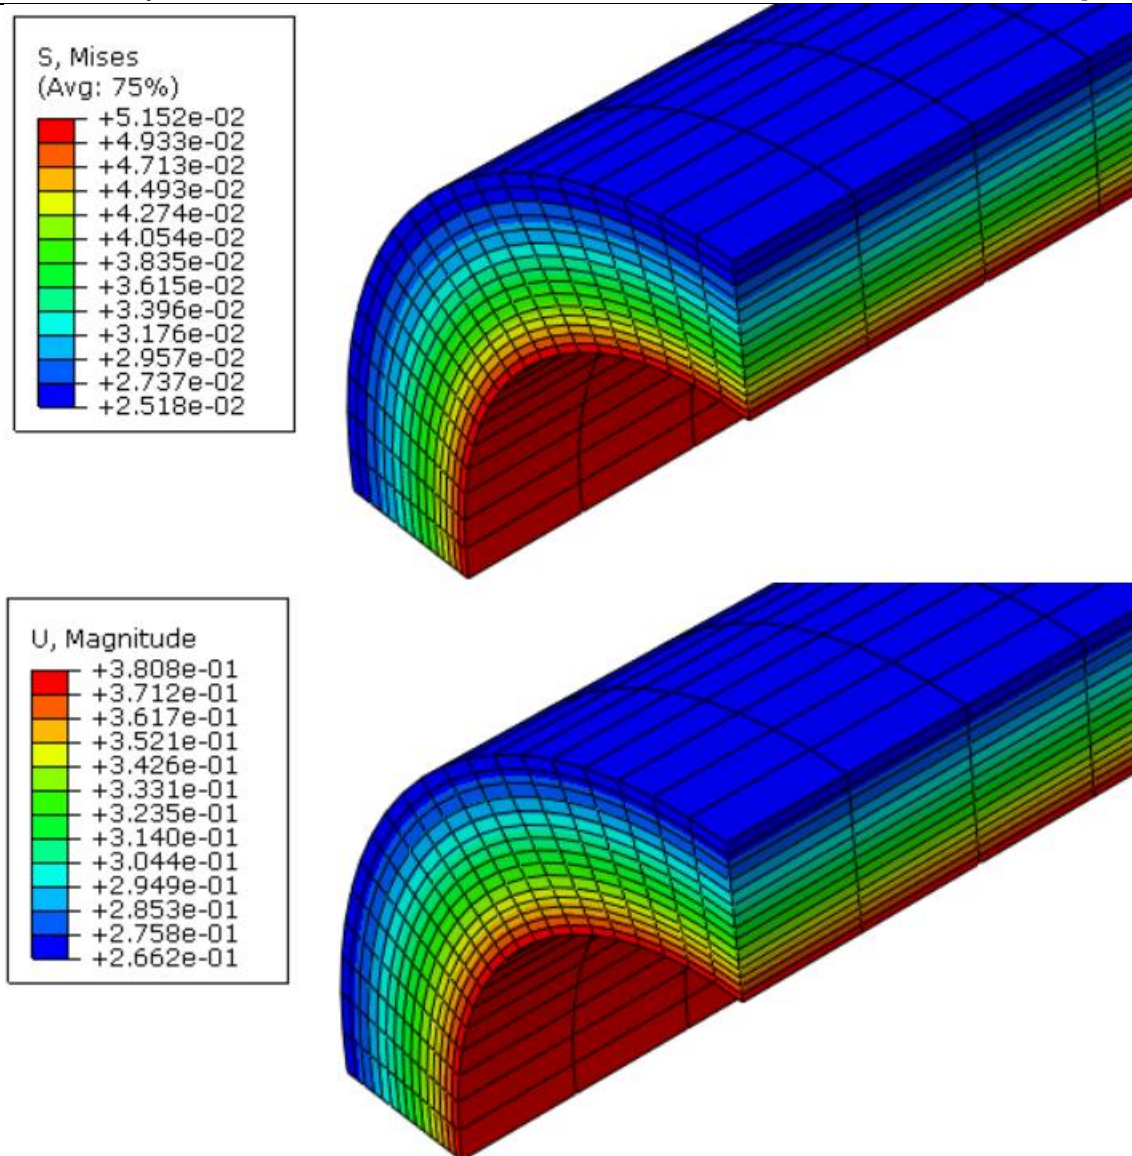 S, Mises
(Avg: 75%)
+5.152e-02
+4.933e-02
+4.713e-02
+4.493e-02
+4.274e-02
+4.054e-02
+3.835e-02
+3.615e-02
+3.396e-02
+3.176e-02
+2.957e-02
+2.737e-02
+2.518e-02
U, Magnitude
+3.808e-01
+3.712e-01
+3.617e-01
+3.521e-01
+3.426e-01
+3.331e-01
+3.235e-01
+3.140e-01
+3.044e-01
+2.949e-01
+2.853e-01
+2.758e-01
+2.662e-01